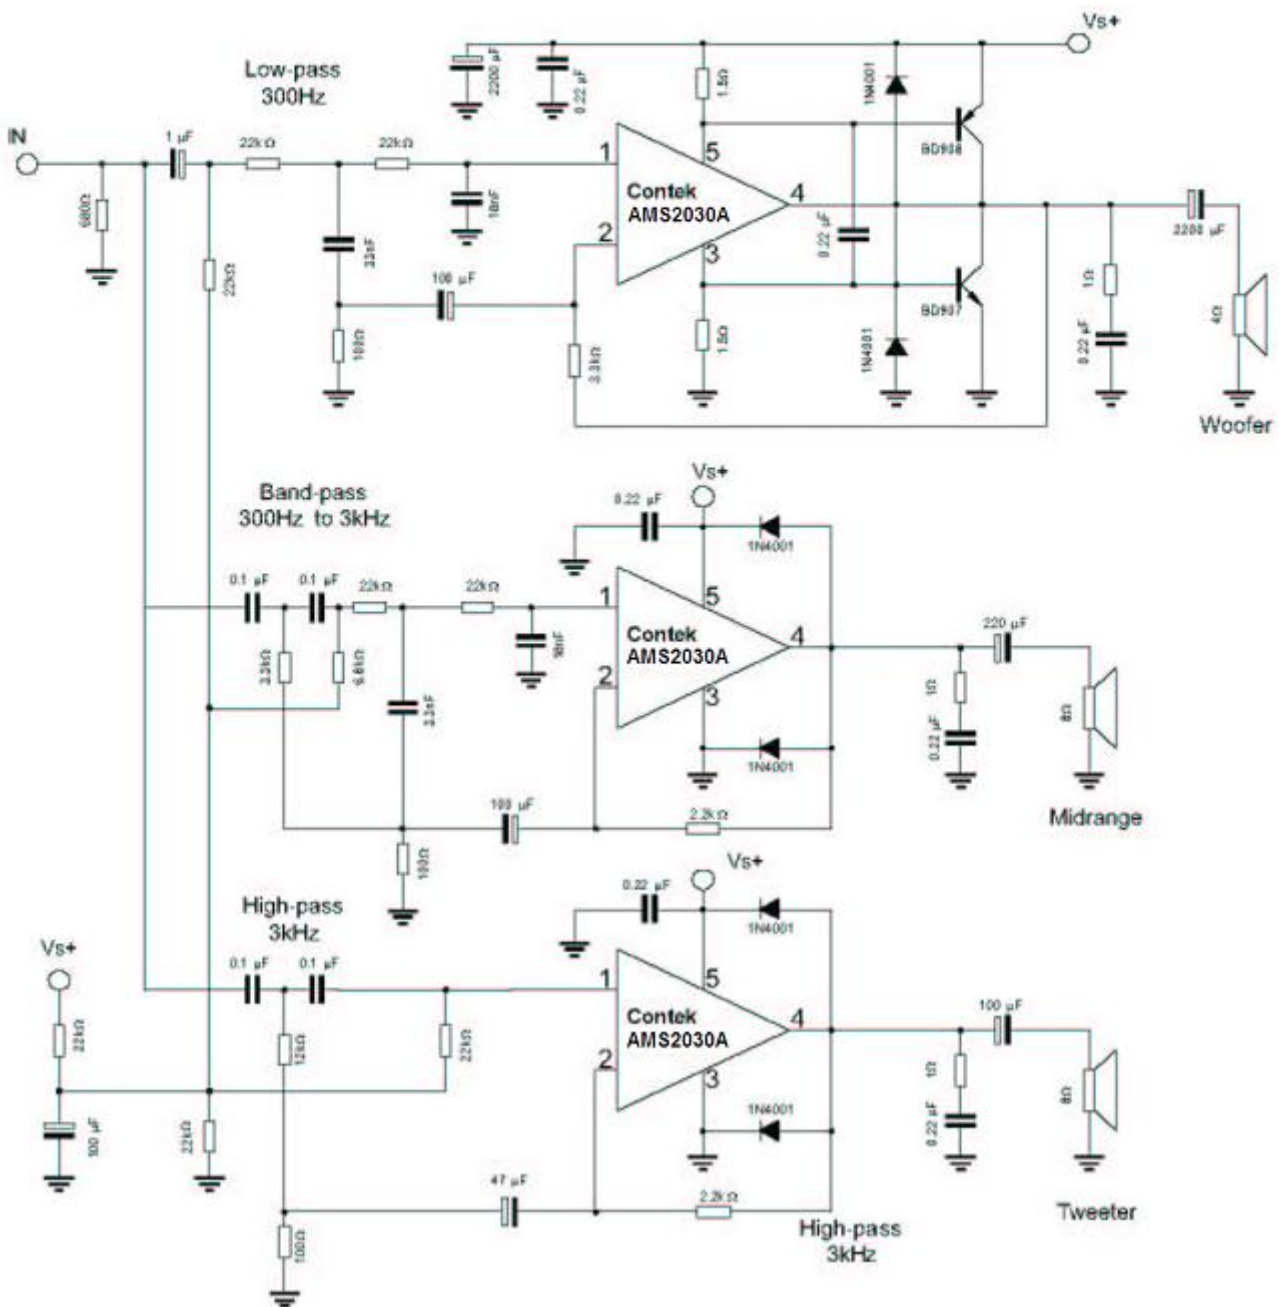 Vs+
Low-pass
300Hz
2200 µF
0.22 µF
1.5Ω
1N4001
IN
1 µF
22kΩ
22kΩ
1
5
BD908
680Ω
18nF
Contek
AMS2030A
4
2
33nF
3
0.22 µF
2200 µF
22kΩ
100 µF
BD907
1Ω
4Ω
100Ω
3.3kΩ
1.5Ω
1N4001
0.22 µF
Woofer
Vs+
Band-pass
300Hz to 3kHz
0.22 µF
1N4001
0.1 µF
0.1 µF
22kΩ
22kΩ
1
5
Contek
AMS2030A
4
220 µF
18nF
3.3kΩ
6.8kΩ
2
3
3.3nF
1Ω
8Ω
0.22 µF
1N4001
100 µF
2.2kΩ
Midrange
100Ω
Vs+
0.22 µF
High-pass
3kHz
1N4001
Vs+
0.1 µF
0.1 µF
1
5
Contek
AMS2030A
4
100 µF
22kΩ
12kΩ
22kΩ
2
3
1Ω
8Ω
1N4001
0.22 µF
100 µF
22kΩ
47 µF
2.2kΩ
Tweeter
100Ω
High-pass
3kHz